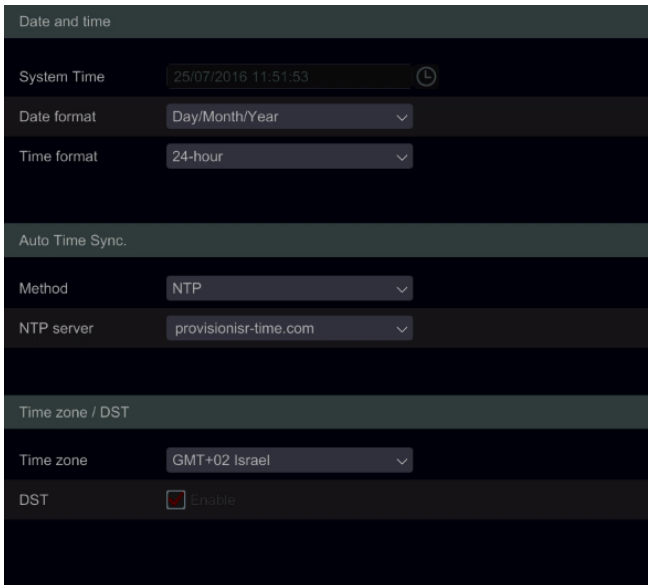 Date and time
System Time 25/07/2016 11:51:53
Date format Day/Month/Year
Time format 24-hour
Auto Time Sync.
Method NTP
NTP server provisionisr-time.com
Time zone / DST
Time zone GMT+02 Israel
DST Enable